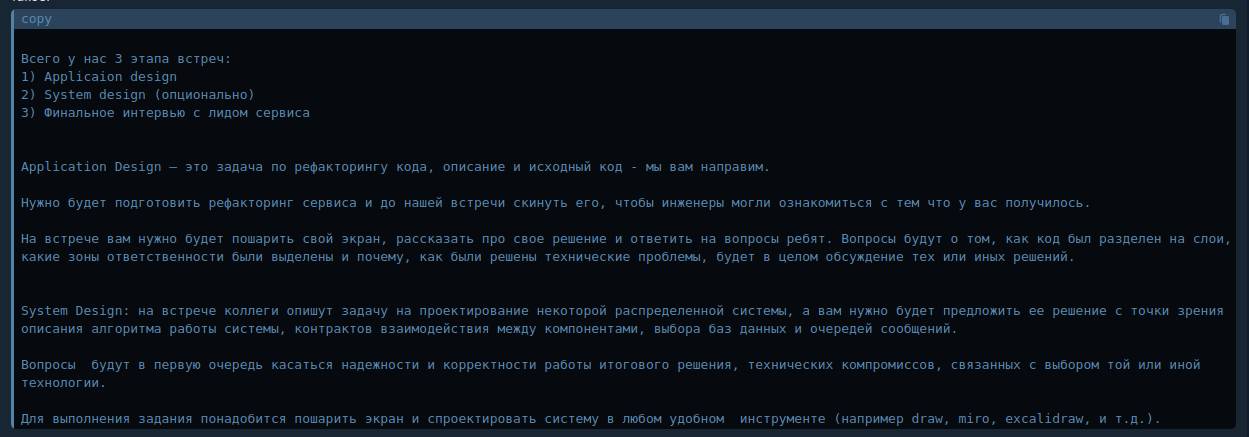 copy
Всего у нас 3 этапа встреч:
1) Applicaion design
2) System design (опционально)
3) Финальное интервью с лидом сервиса
Application Design – это задача по рефакторингу кода, описание и исходный код - мы вам направим.
Нужно будет подготовить рефакторинг сервиса и до нашей встречи скинуть его, чтобы инженеры могли ознакомиться с тем что у вас получилось.
На встрече вам нужно будет пошарить свой экран, рассказать про свое решение и ответить на вопросы ребят. Вопросы будут о том, как код был разделен на слои,
какие зоны ответственности были выделены и почему, как были решены технические проблемы, будет в целом обсуждение тех или иных решений.
System Design: на встрече коллеги опишут задачу на проектирование некоторой распределенной системы, а вам нужно будет предложить ее решение с точки зрения
описания алгоритма работы системы, контрактов взаимодействия между компонентами, выбора баз данных и очередей сообщений.
Вопросы  будут в первую очередь касаться надежности и корректности работы итогового решения, технических компромиссов, связанных с выбором той или иной
технологии.
Для выполнения задания понадобится пошарить экран и спроектировать систему в любом удобном  инструменте (например draw, miro, excalidraw, и т.д.).